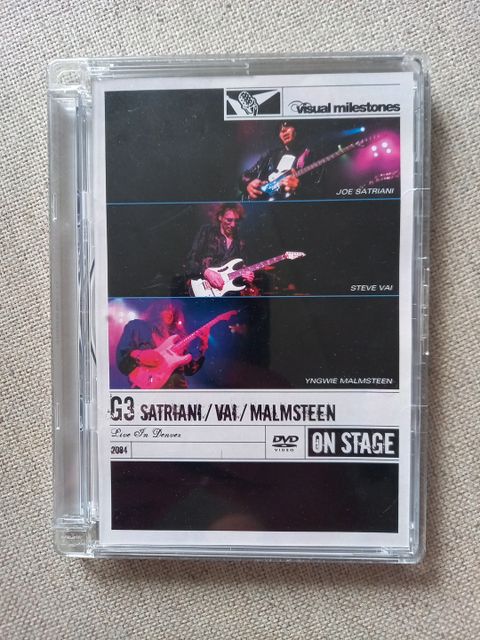 visual milestones
JOE SATRIANI
STEVE VAI
YNGWIE MALMSTEEN
G3 SATRIANI / VAI / MALMSTEEN
Live In Denver
DVD
VIDEO
ON STAGE
2004